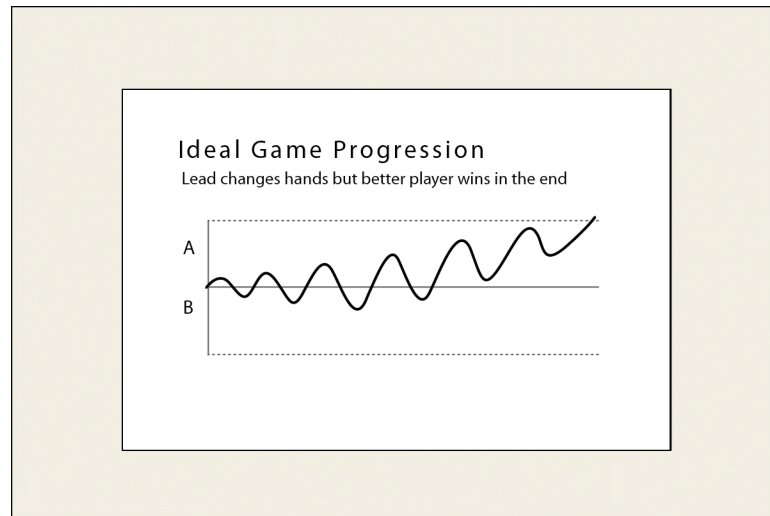 Ideal Game Progression
Lead changes hands but better player wins in the end
A
B